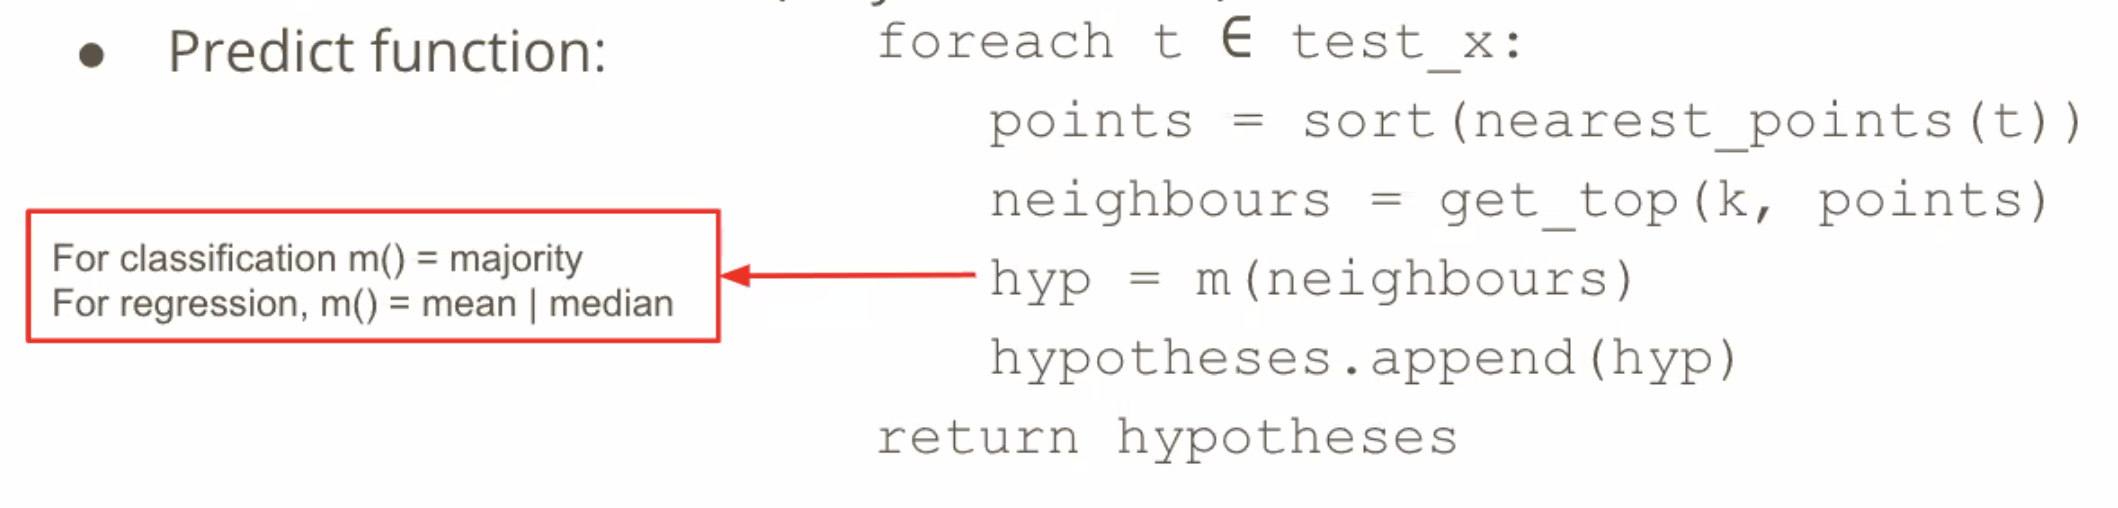 ● Predict function:
foreach t ∈ test_x:
points = sort(nearest_points(t))
neighbours = get_top(k, points)
hyp = m(neighbours)
hypotheses.append(hyp)
return hypotheses
For classification m() = majority
For regression, m() = mean | median